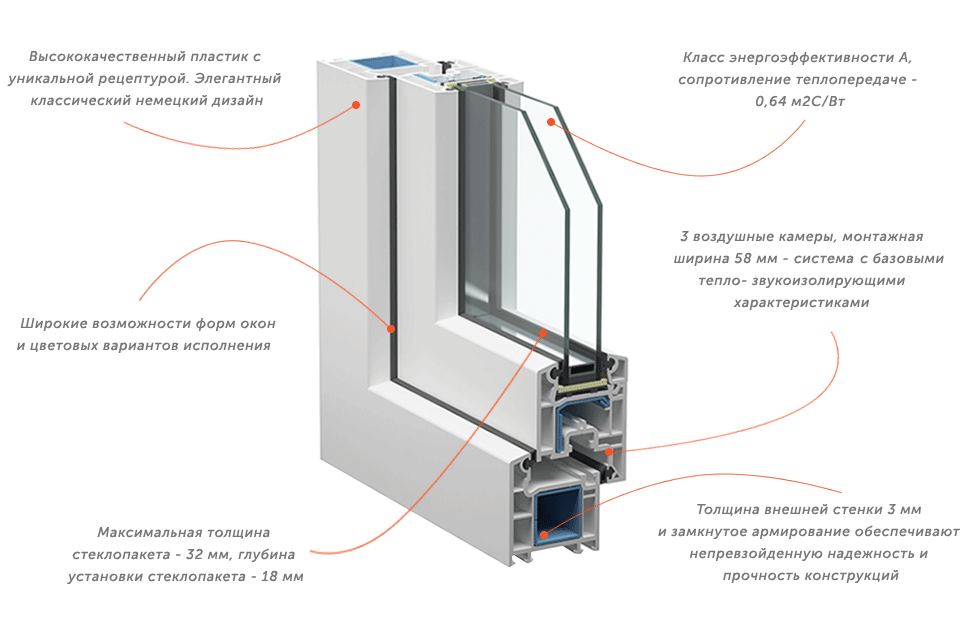 Высококачественный пластик с
уникальной рецептурой. Элегантный
классический немецкий дизайн
Класс энергоэффективности А,
сопротивление теплопередаче -
0,64 м2С/Вт
3 воздушные камеры, монтажная
ширина 58 мм - система с базовыми
тепло- звукоизолирующими
характеристиками
Широкие возможности форм окон
и цветовых вариантов исполнения
Максимальная толщина
стеклопакета - 32 мм, глубина
установки стеклопакета - 18 мм
Толщина внешней стенки 3 мм
и замкнутое армирование обеспечивают
непревзойденную надежность и
прочность конструкций